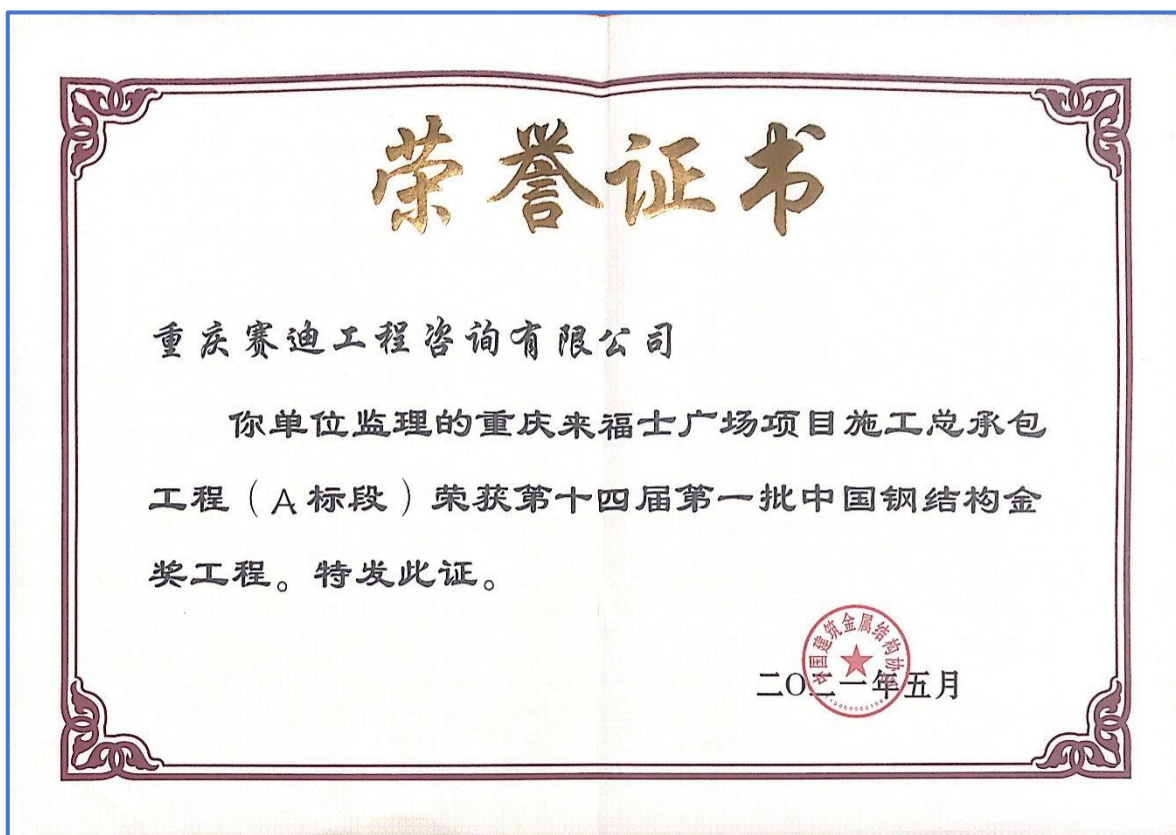 荣誉证书
重庆赛迪工程咨询有限公司
你单位监理的重庆来福士广场项目施工总承包
工程（A标段）荣获第十四届第一批中国钢结构金
奖工程。特发此证。
中国建筑金属结构协会
二〇二一年五月